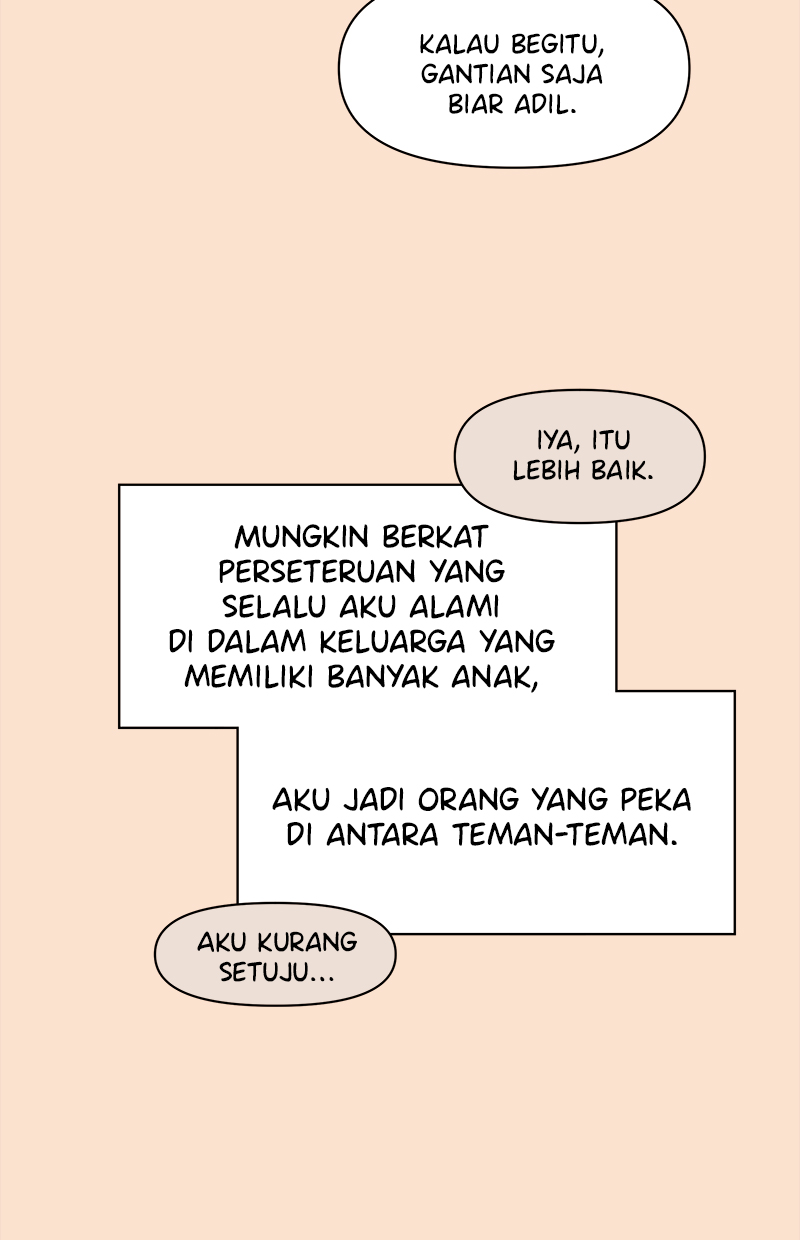 KALAU BEGITU,
GANTIAN SAJA
BIAR ADIL.
IYA, ITU
LEBIH BAIK.
MUNGKIN BERKAT
PERSETERUAN YANG
SELALU AKU ALAMI
DI DALAM KELUARGA YANG
MEMILIKI BANYAK ANAK,
AKU JADI ORANG YANG PEKA
DI ANTARA TEMAN-TEMAN.
AKU KURANG
SETUJU...